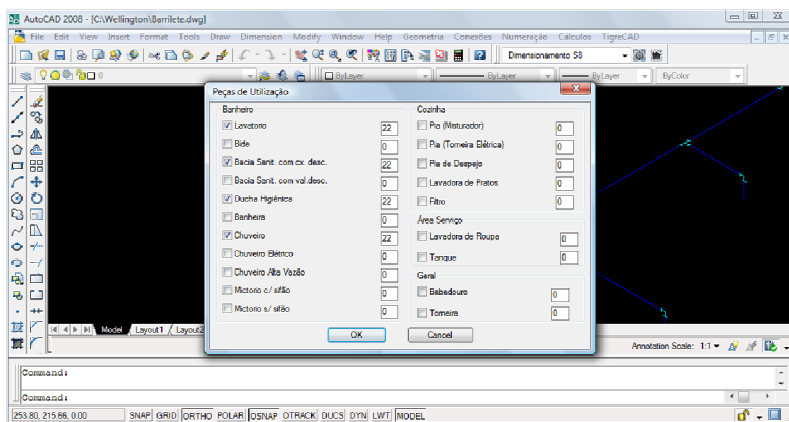 AutoCAD 2008 - [C:\Wellington\Barrilete.dwg]
File Edit View Insert Format Tools Draw Dimension Modify Window Help Geometria Conexões Numeração Cálculos TigreCAD
Dimensionamento S8
0 ByLayer ByLayer ByLayer ByColor
Peças de Utilização
Banheiro
Lavatorio 22
Bide 0
Bacia Sanit. com cx. desc. 22
Bacia Sanit. com val.desc. 0
Ducha Higiênica 22
Banheira 0
Chuveiro 22
Chuveiro Elétrico 0
Chuveiro Alta Vazão 0
Mictorio c/ sifão 0
Mictorio s/ sifão 0
Cozinha
Pia (Misturador) 0
Pia (Torneira Elétrica) 0
Pia de Despejo 0
Lavadora de Pratos 0
Filtro 0
Área Serviço
Lavadora de Roupa 0
Tanque 0
Geral
Bebedouro 0
Torneira 0
OK Cancel
Model Layout1 Layout2
Annotation Scale: 1:1
Command:
Command:
253.80, 215.66, 0.00 SNAP GRID ORTHO POLAR OSNAP OTRACK DUCS DYN LWT MODEL